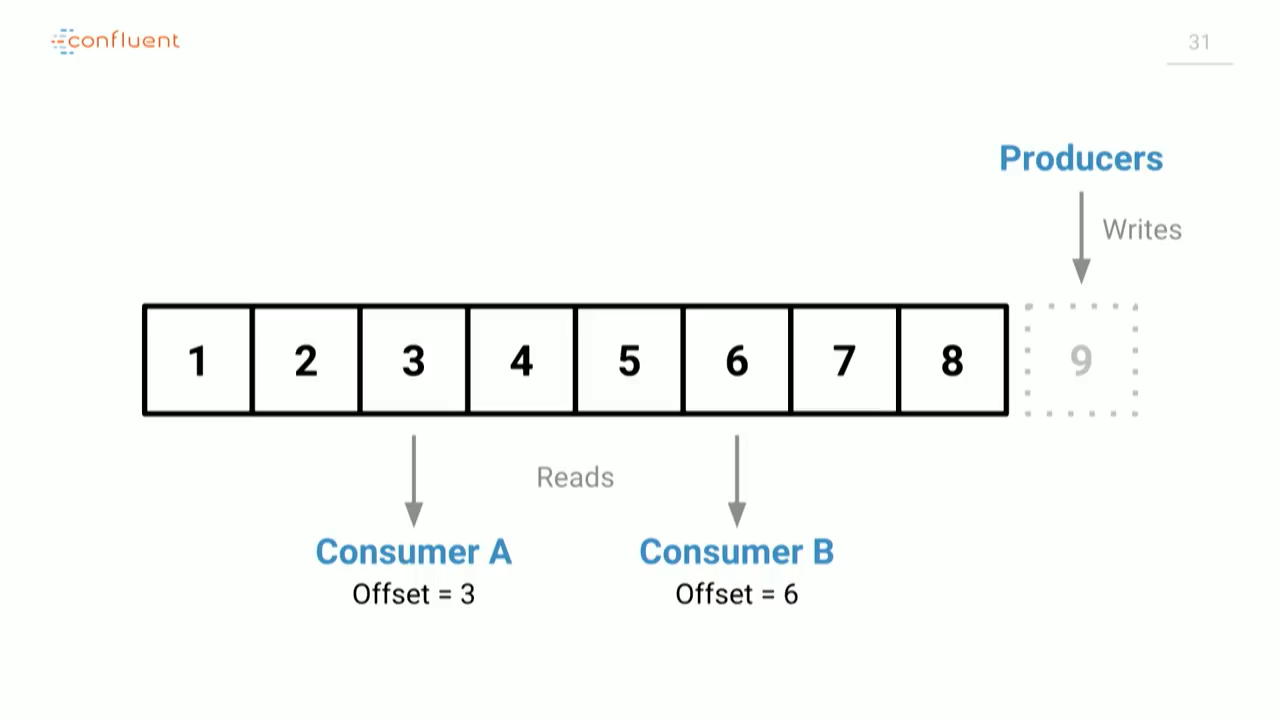 confluent
31
Producers
Writes
1 2 3 4 5 6 7 8 9
Reads
Consumer A
Offset = 3
Consumer B
Offset = 6